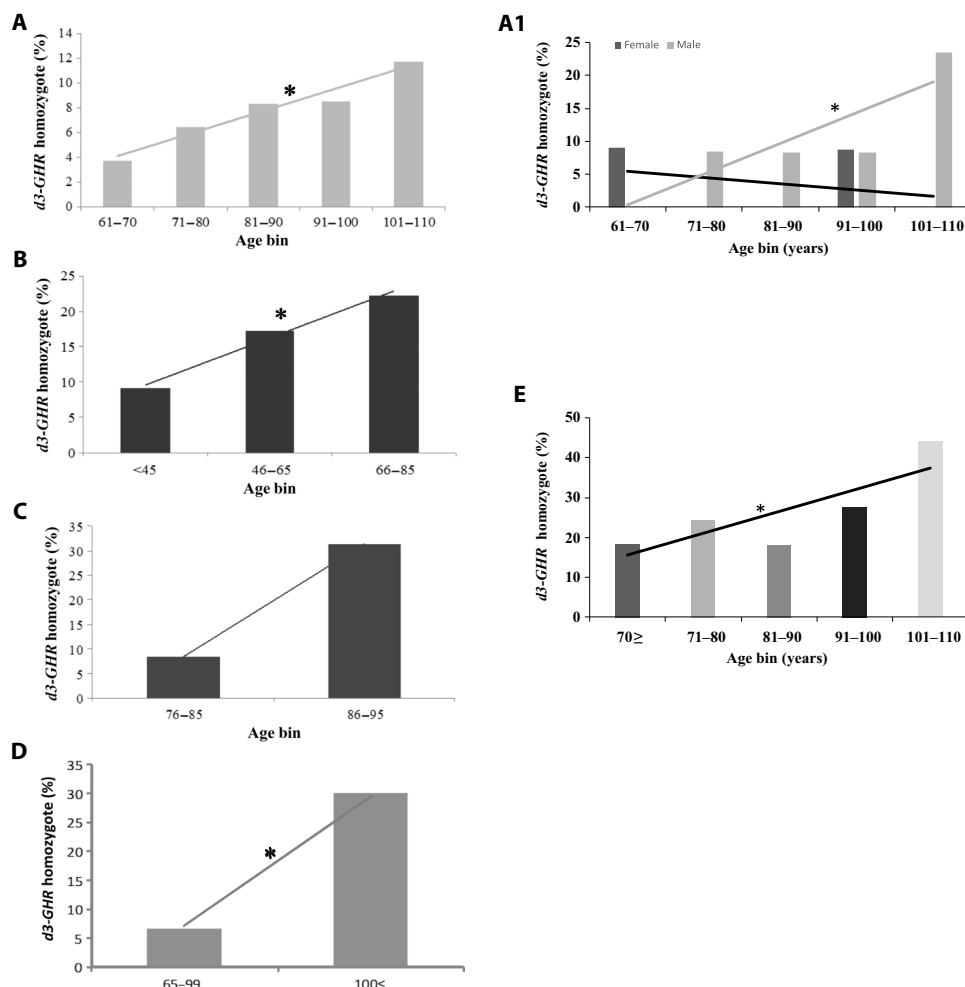 A
d3-GHR homozygote (%)
14
12
10
8
6
4
2
0
*
61–70 71–80 81–90 91–100 101–110
Age bin
A1
Female Male
d3-GHR homozygote (%)
25
20
15
10
5
0
*
61–70 71–80 81–90 91–100 101–110
Age bin (years)
B
d3-GHR homozygote (%)
25
20
15
10
5
0
*
<45 46–65 66–85
Age bin
C
d3-GHR homozygote (%)
35
30
25
20
15
10
5
0
76–85 86–95
Age bin
D
d3-GHR homozygote (%)
35
30
25
20
15
10
5
0
*
65–99 100<
E
d3-GHR homozygote (%)
50
40
30
20
10
0
*
70≥ 71–80 81–90 91–100 101–110
Age bin (years)